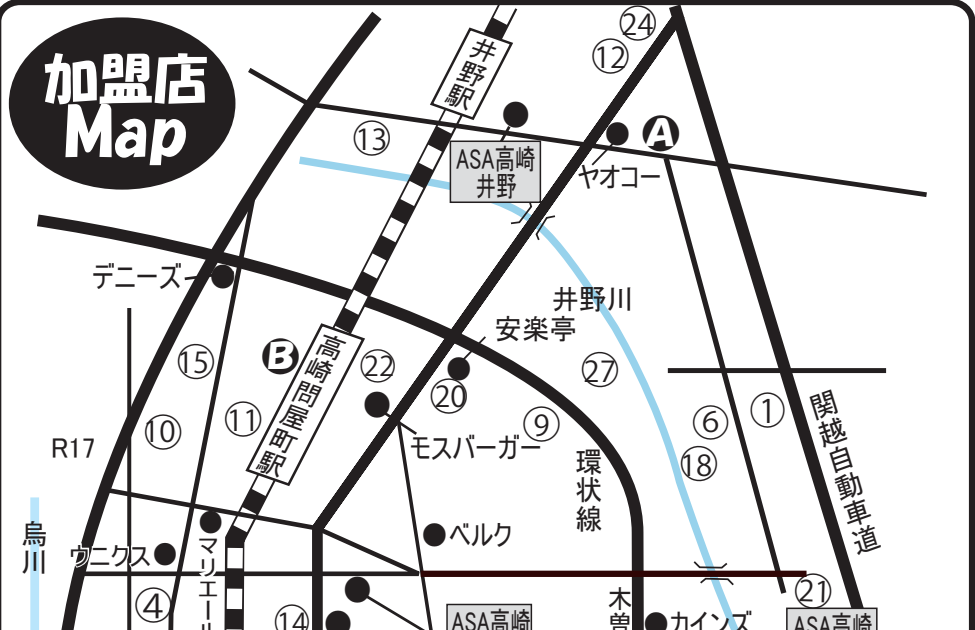 加盟店
Map
井野駅
24
12
13
A
ASA高崎
井野
ヤオコー
デニーズ
井野川
安楽亭
15
B
高崎問屋町駅
22
20
27
10
11
9
6
1
R17
モスバーガー
18
環状線
関越自動車道
烏川
ウニクス
マリエール
ベルク
4
14
ASA高崎
木曽
カインズ
21
ASA高崎